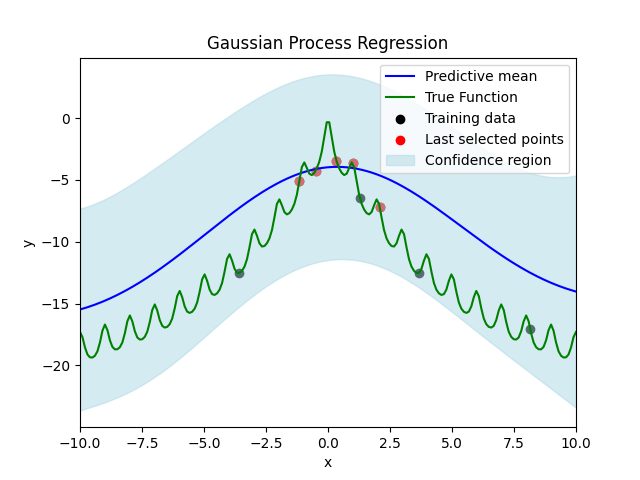 Gaussian Process Regression
Predictive mean
True Function
Training data
Last selected points
Confidence region
y
0
−5
−10
−15
−20
−10.0 −7.5 −5.0 −2.5 0.0 2.5 5.0 7.5 10.0
x